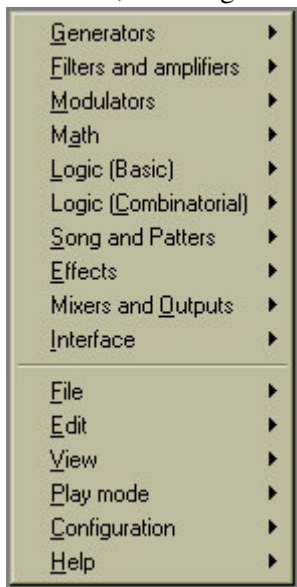 Generators
Filters and amplifiers
Modulators
Math
Logic (Basic)
Logic (Combinatorial)
Song and Patters
Effects
Mixers and Outputs
Interface
File
Edit
View
Play mode
Configuration
Help